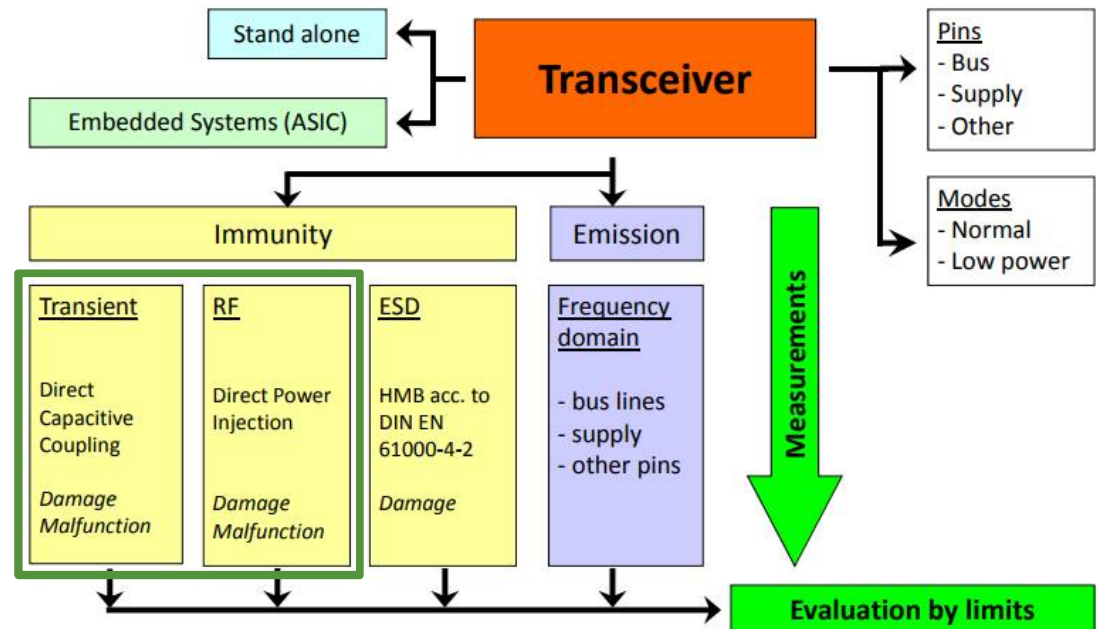 Stand alone
Embedded Systems (ASIC)
Transceiver
Pins
- Bus
- Supply
- Other
Modes
- Normal
- Low power
Immunity
Emission
Transient
Direct
Capacitive
Coupling
Damage
Malfunction
RF
Direct Power
Injection
Damage
Malfunction
ESD
HMB acc. to
DIN EN
61000-4-2
Damage
Frequency
domain
- bus lines
- supply
- other pins
Measurements
Evaluation by limits